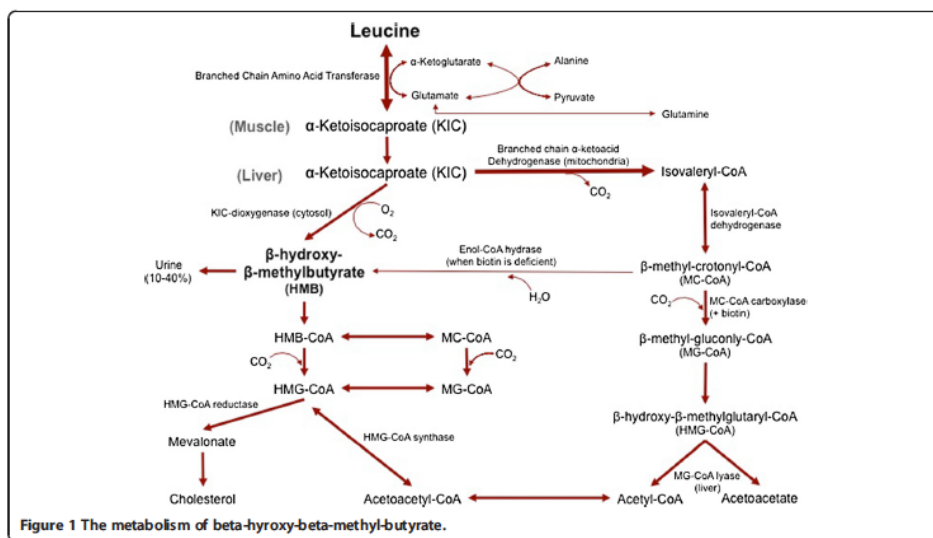 Leucine
Branched Chain Amino Acid Transferase
α-Ketoglutarate
Alanine
Glutamate
Pyruvate
Glutamine
(Muscle) α-Ketoisocaproate (KIC)
(Liver) α-Ketoisocaproate (KIC)
Branched chain α-ketoacid
Dehydrogenase (mitochondria)
CO2
Isovaleryl-CoA
KIC-dioxygenase (cytosol)
O2
CO2
Isovaleryl-CoA
dehydrogenase
Urine
(10-40%)
β-hydroxy-
β-methylbutyrate
(HMB)
Enol-CoA hydrase
(when biotin is deficient)
H2O
β-methyl-crotonyl-CoA
(MC-CoA)
CO2
MC-CoA carboxylase
(+ biotin)
HMB-CoA
MC-CoA
CO2
CO2
β-methyl-gluconly-CoA
(MG-CoA)
HMG-CoA
MG-CoA
HMG-CoA reductase
β-hydroxy-β-methylglutaryl-CoA
(HMG-CoA)
Mevalonate
HMG-CoA synthase
MG-CoA lyase
(liver)
Cholesterol
Acetoacetyl-CoA
Acetyl-CoA
Acetoacetate
Figure 1 The metabolism of beta-hyroxy-beta-methyl-butyrate.